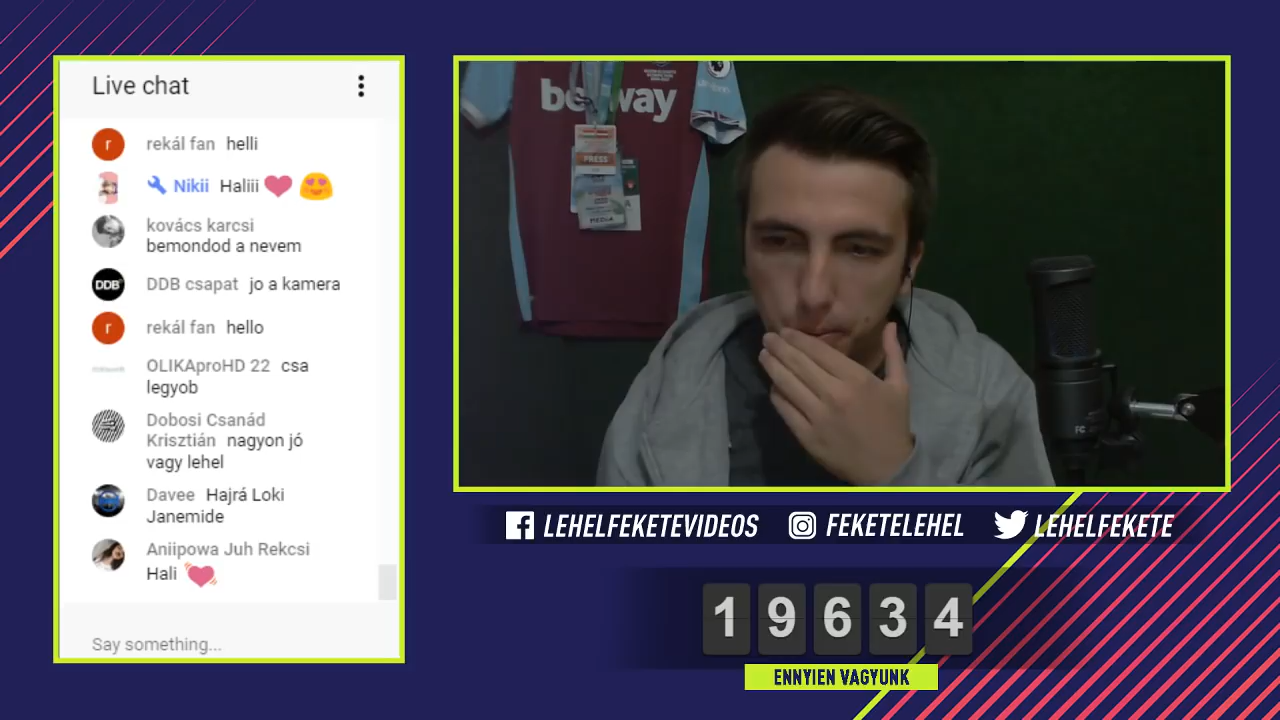 Live chat
rekál fan helli
Nikii Haliii
kovács karcsi
bemondod a nevem
DDB csapat jo a kamera
rekál fan hello
OLIKAproHD 22 csa
legyob
Dobosi Csanád
Krisztián nagyon jó
vagy lehel
Davee Hajrá Loki
Janemide
Aniipowa Juh Rekcsi
Hali
Say something...
r
DDB
r
betway
PRESS
MEDIA
A
LEHELFEKETEVIDEOS
FEKETELEHEL
LEHELFEKETE
19634
ENNYIEN VAGYUNK